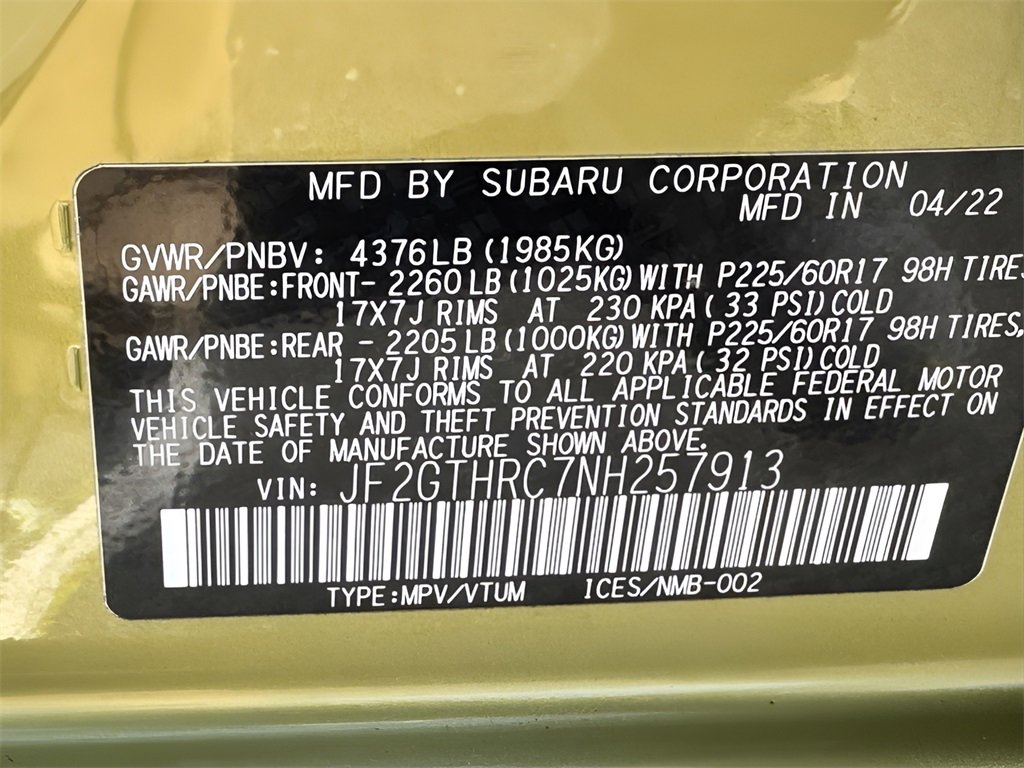 MFD BY SUBARU CORPORATION
MFD IN 04/22
GVWR/PNBV: 4376LB (1985KG)
GAWR/PNBE:FRONT- 2260 LB (1025KG) WITH P225/60R17 98H TIRES
17X7J RIMS AT 230 KPA ( 33 PSI) COLD
GAWR/PNBE:REAR - 2205 LB (1000KG) WITH P225/60R17 98H TIRES,
17X7J RIMS AT 220 KPA ( 32 PSI) COLD
THIS VEHICLE CONFORMS TO ALL APPLICABLE FEDERAL MOTOR
VEHICLE SAFETY AND THEFT PREVENTION STANDARDS IN EFFECT ON
THE DATE OF MANUFACTURE SHOWN ABOVE.
VIN: JF2GTHRC7NH257913
TYPE:MPV/VTUM ICES/NMB-002